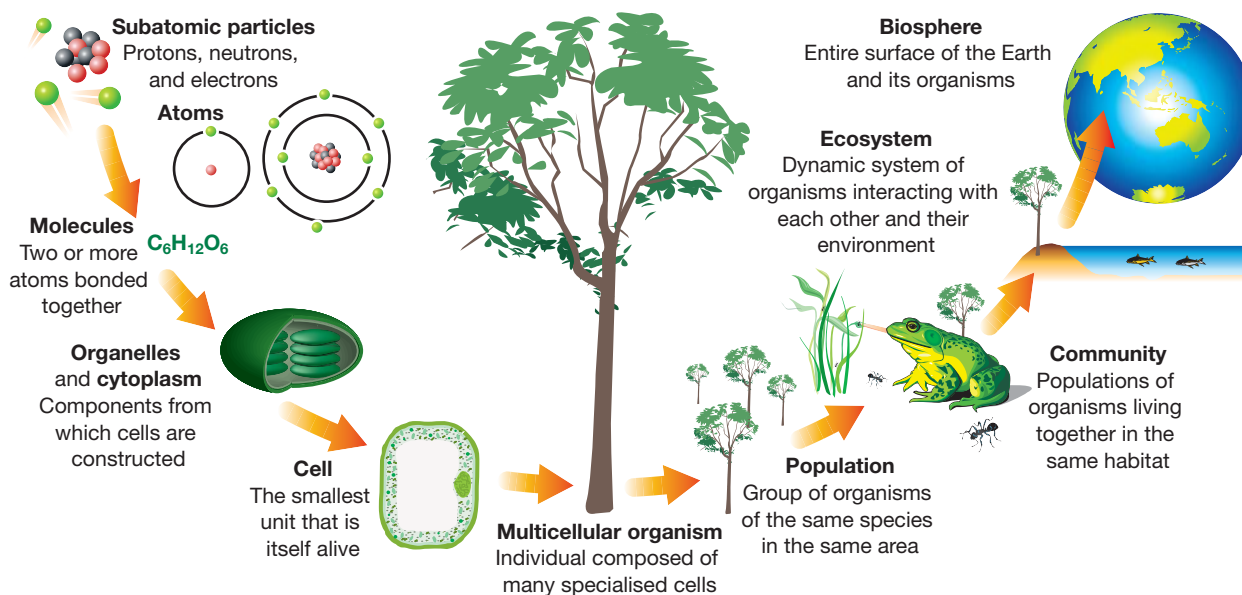 Subatomic particles
Protons, neutrons,
and electrons
Atoms
Molecules
Two or more
atoms bonded
together
C₆H₁₂O₆
Organelles
and cytoplasm
Components from
which cells are
constructed
Cell
The smallest
unit that is
itself alive
Multicellular organism
Individual composed of
many specialised cells
Population
Group of organisms
of the same species
in the same area
Community
Populations of
organisms living
together in the
same habitat
Ecosystem
Dynamic system of
organisms interacting with
each other and their
environment
Biosphere
Entire surface of the Earth
and its organisms